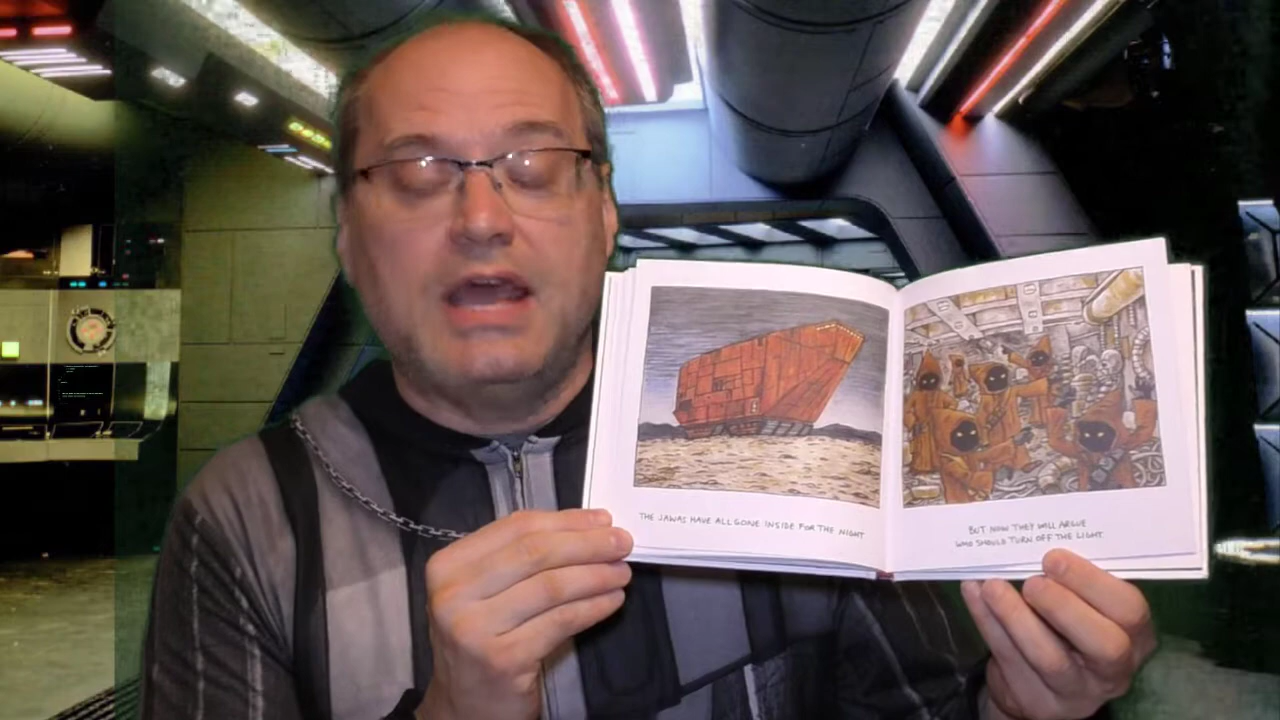 THE JAWAS HAVE ALL GONE INSIDE FOR THE NIGHT
BUT NOW THEY WILL ARGUE
WHO SHOULD TURN OFF THE LIGHT.